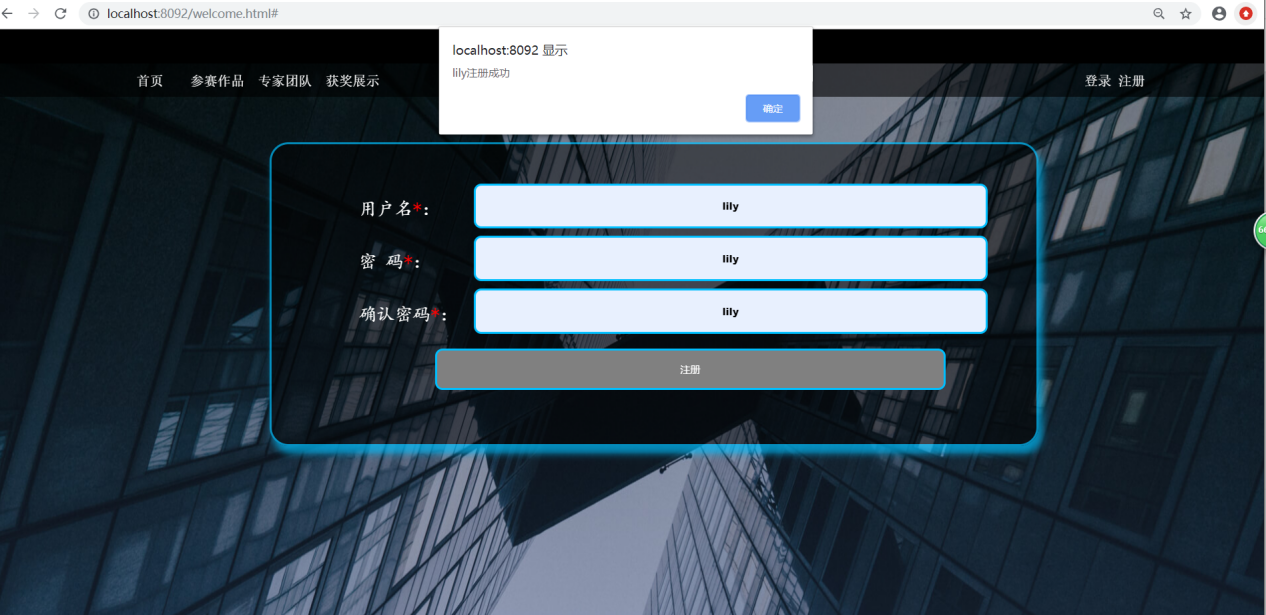 localhost:8092/welcome.html#
localhost:8092 显示
lily注册成功
确定
首页 参赛作品 专家团队 获奖展示 登录 注册
用户名*： lily
密 码*： lily
确认密码*： lily
注册